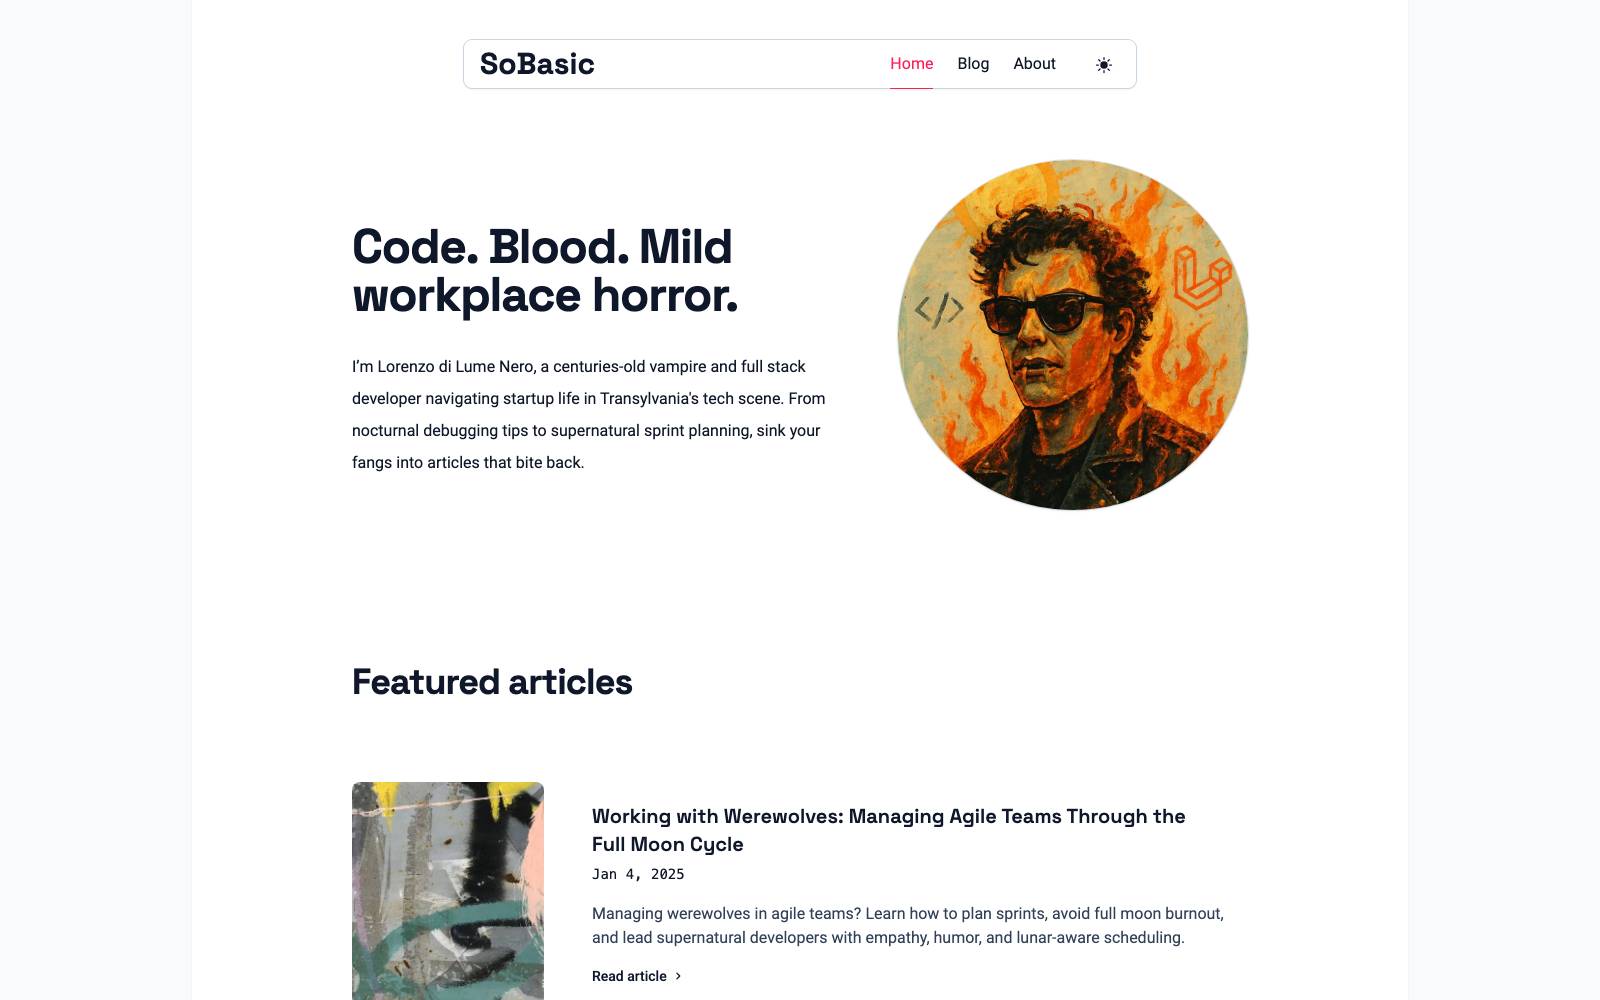 SoBasic
Home
Blog
About
Code. Blood. Mild
workplace horror.
</>
I’m Lorenzo di Lume Nero, a centuries-old vampire and full stack
developer navigating startup life in Transylvania's tech scene. From
nocturnal debugging tips to supernatural sprint planning, sink your
fangs into articles that bite back.
Featured articles
Working with Werewolves: Managing Agile Teams Through the
Full Moon Cycle
Jan 4, 2025
Managing werewolves in agile teams? Learn how to plan sprints, avoid full moon burnout,
and lead supernatural developers with empathy, humor, and lunar-aware scheduling.
Read article